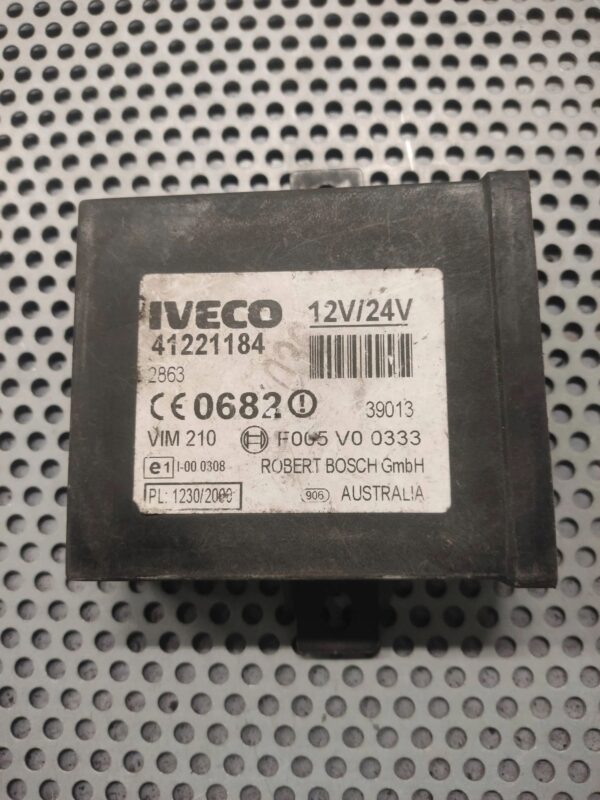 IVECO 12V/24V
41221184
2863
CE 0682 39013
VIM 210 F005 V0 0333
e1 I-00 0308 ROBERT BOSCH GmbH
PL: 1230/2000 906 AUSTRALIA